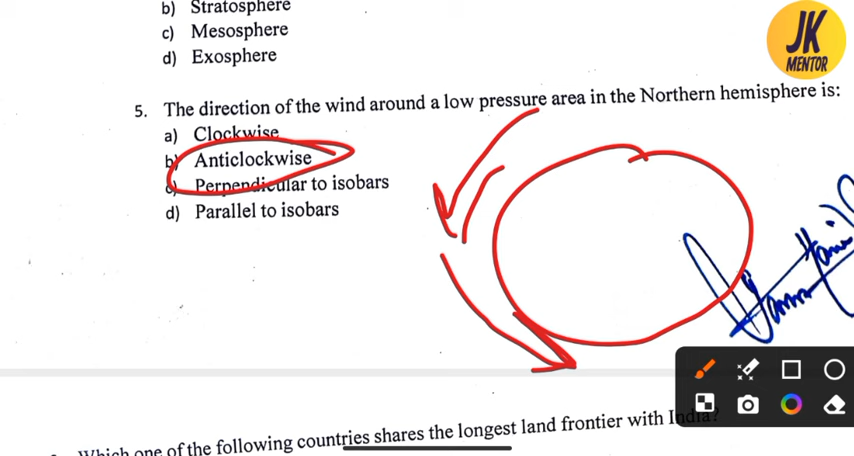 b) Stratosphere
c) Mesosphere
d) Exosphere
JK
MENTOR
5. The direction of the wind around a low pressure area in the Northern hemisphere is:
a) Clockwise
b) Anticlockwise
c) Perpendicular to isobars
d) Parallel to isobars
Which one of the following countries shares the longest land frontier with India?